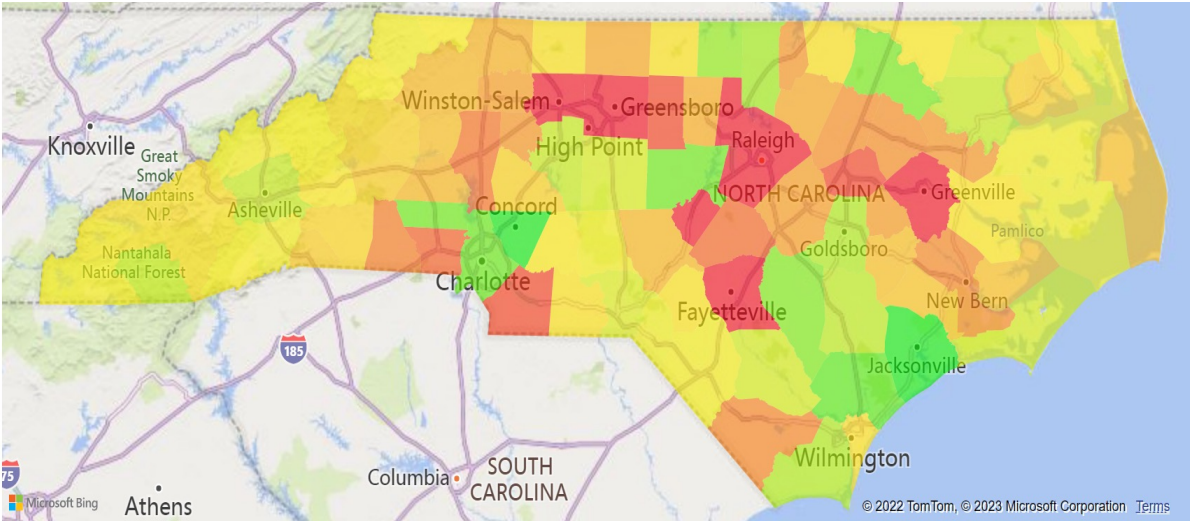 Winston-Salem
Greensboro
Knoxville
High Point
Raleigh
Great
Smoky
Mountains
N.P.
NORTH CAROLINA
Greenville
Asheville
Concord
Pamlico
Goldsboro
Nantahala
National Forest
Charlotte
New Bern
Fayetteville
185
Jacksonville
Wilmington
75
Columbia
SOUTH
CAROLINA
Microsoft Bing
Athens
© 2022 TomTom, © 2023 Microsoft Corporation Terms